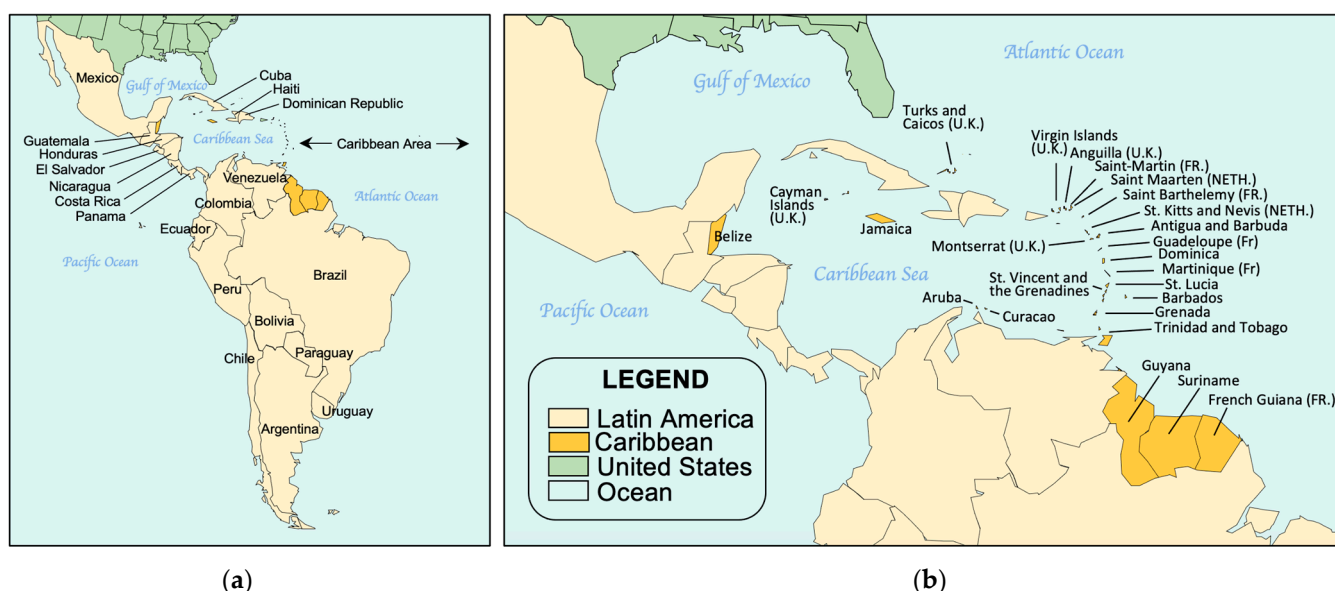 Mexico
Gulf of Mexico
Cuba
Haiti
Dominican Republic
Guatemala
Honduras
El Salvador
Nicaragua
Costa Rica
Panama
Caribbean Sea
Caribbean Area
Venezuela
Colombia
Ecuador
Atlantic Ocean
Pacific Ocean
Brazil
Peru
Bolivia
Chile
Paraguay
Uruguay
Argentina
(a)
Atlantic Ocean
Gulf of Mexico
Turks and
Caicos (U.K.)
Virgin Islands
(U.K.)
Anguilla (U.K.)
Saint-Martin (FR.)
Saint Maarten (NETH.)
Saint Barthelemy (FR.)
St. Kitts and Nevis (NETH.)
Antigua and Barbuda
Montserrat (U.K.)
Guadeloupe (Fr)
Dominica
Martinique (Fr)
St. Lucia
St. Vincent and
the Grenadines
Barbados
Grenada
Trinidad and Tobago
Cayman
Islands
(U.K.)
Jamaica
Belize
Caribbean Sea
Aruba
Curacao
Pacific Ocean
Guyana
Suriname
French Guiana (FR.)
LEGEND
Latin America
Caribbean
United States
Ocean
(b)